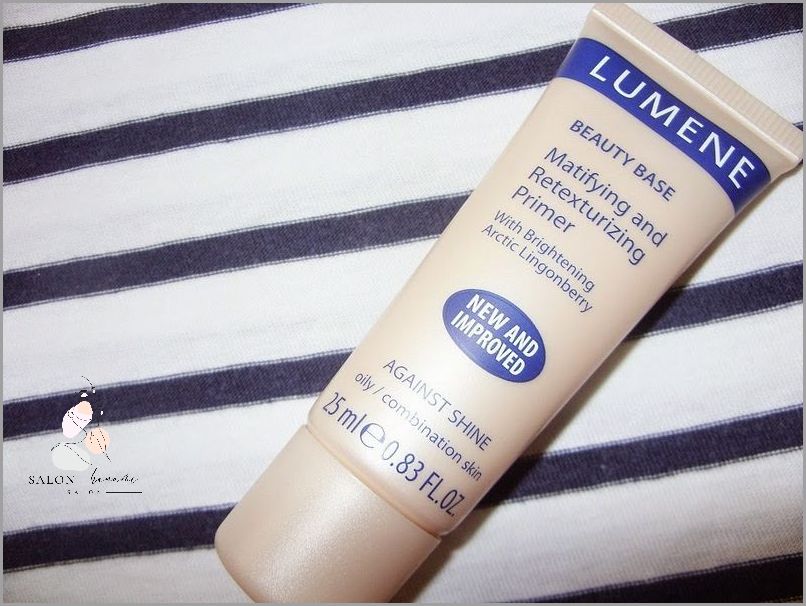 LUMENE
BEAUTY BASE
Matifying and
Retexturizing
Primer
With Brightening
Arctic Lingonberry
NEW AND
IMPROVED
AGAINST SHINE
oily / combination skin
25 ml ℮ 0.83 FL.OZ.
SALON